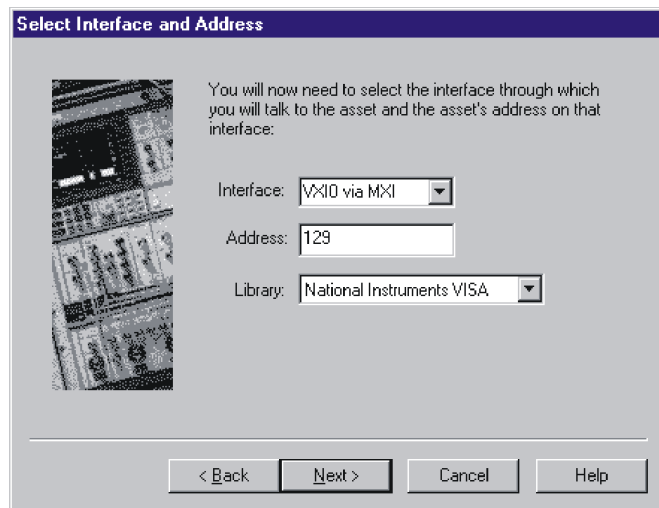 Select Interface and Address
You will now need to select the interface through which
you will talk to the asset and the asset's address on that
interface:
Interface: VXI0 via MXI
Address: 129
Library: National Instruments VISA
< Back Next > Cancel Help